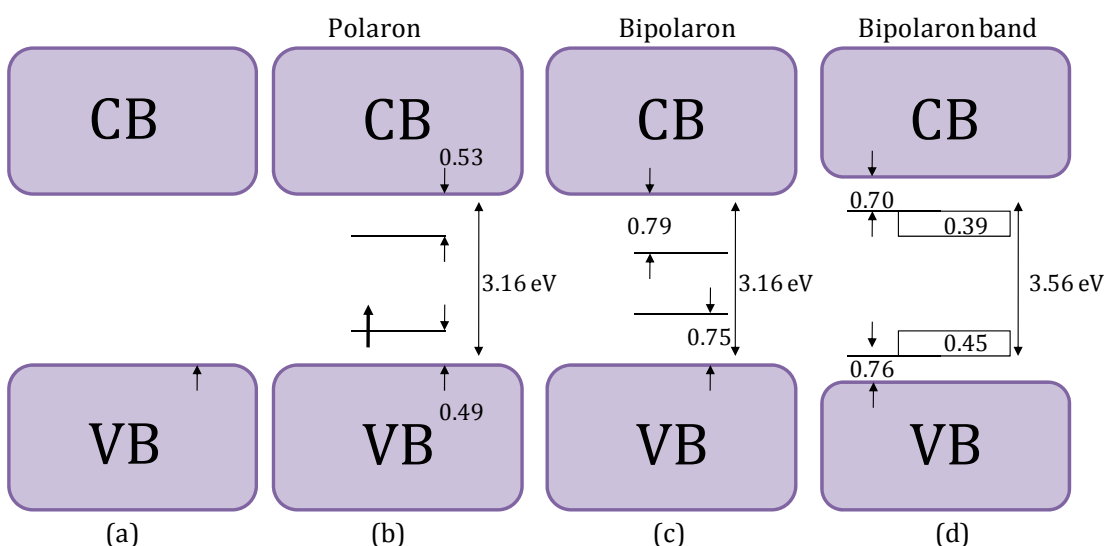 Polaron
Bipolaron
Bipolaron band
CB
CB
CB
CB
0.53
0.70
0.79
0.39
3.16 eV
3.16 eV
3.56 eV
0.75
0.45
0.76
0.49
VB
VB
VB
VB
(a)
(b)
(c)
(d)